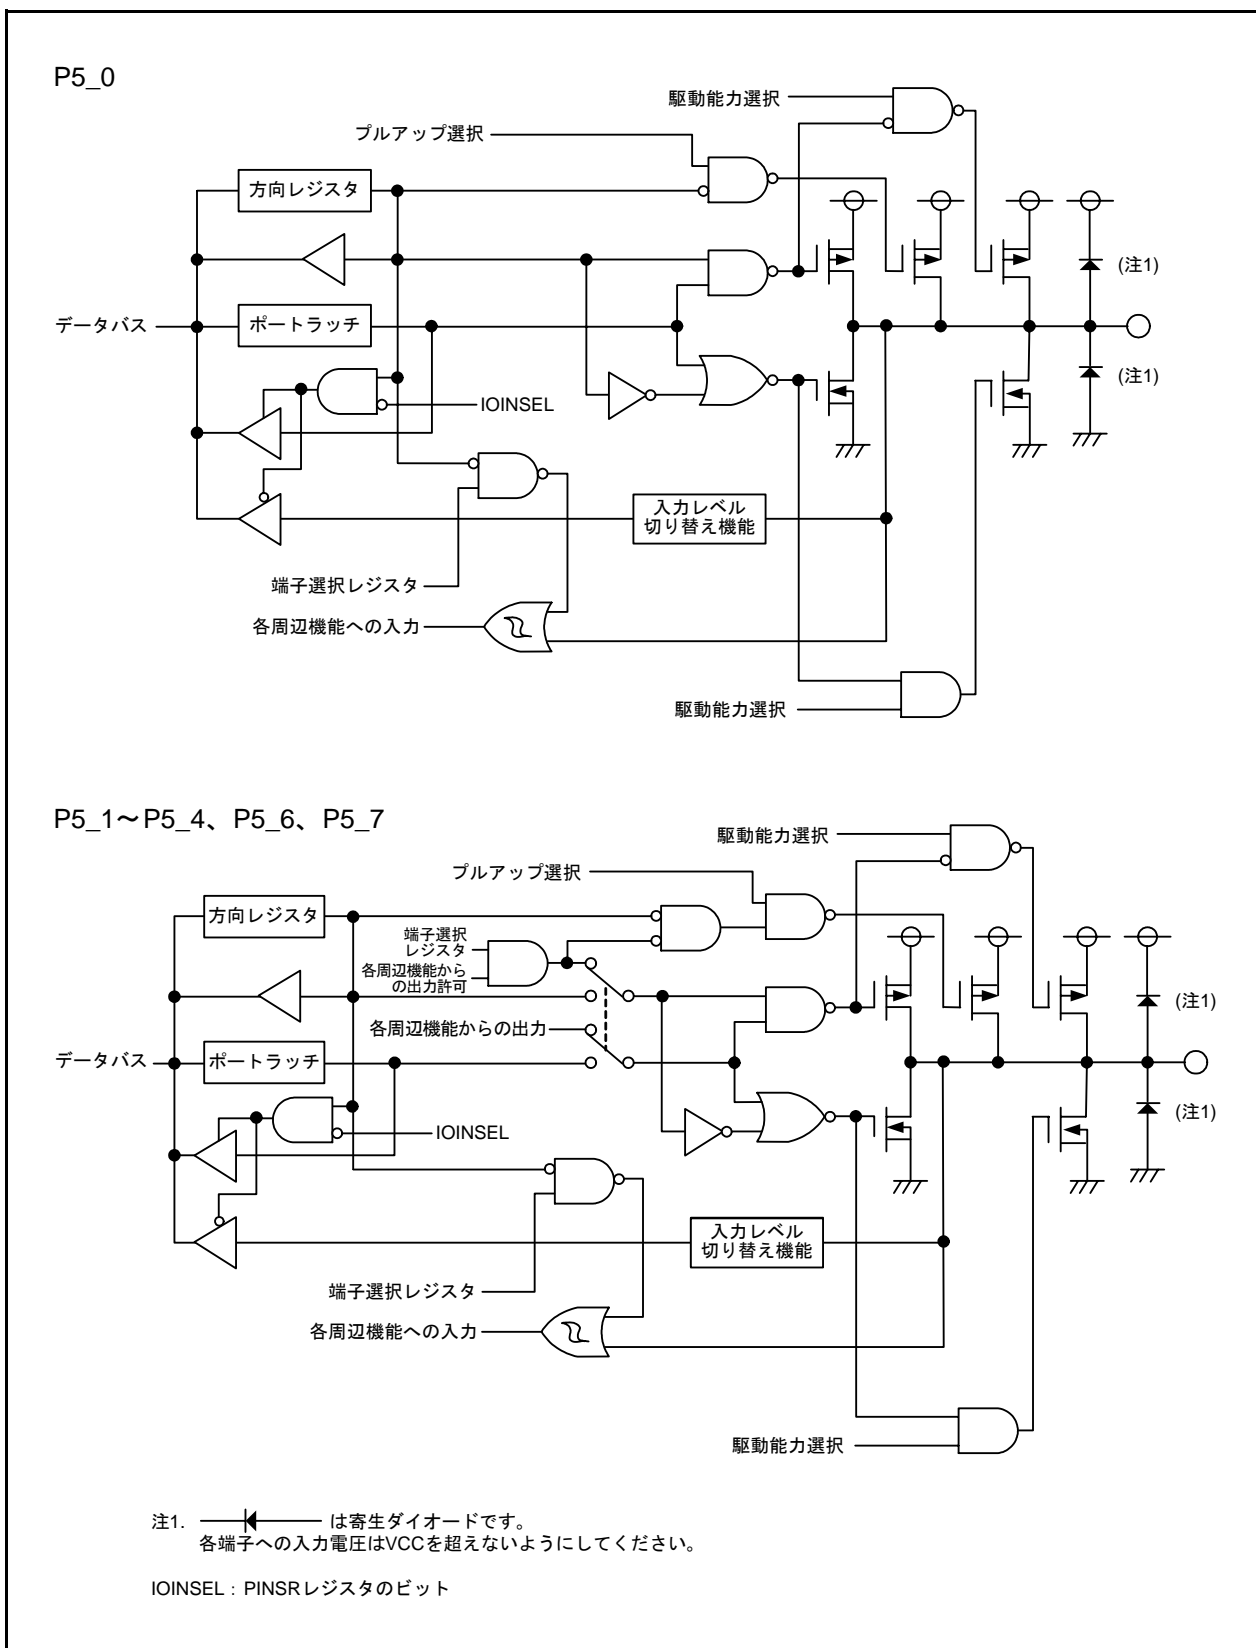 P5_0
駆動能力選択
プルアップ選択
方向レジスタ
(注1)
データバス
ポートラッチ
(注1)
IOINSEL
入力レベル
切り替え機能
端子選択レジスタ
各周辺機能への入力
駆動能力選択
P5_1～P5_4、P5_6、P5_7
駆動能力選択
プルアップ選択
方向レジスタ
端子選択
レジスタ
各周辺機能から
の出力許可
(注1)
各周辺機能からの出力
データバス
ポートラッチ
(注1)
IOINSEL
入力レベル
切り替え機能
端子選択レジスタ
各周辺機能への入力
駆動能力選択
注1. は寄生ダイオードです。
各端子への入力電圧はVCCを超えないようにしてください。
IOINSEL：PINSRレジスタのビット